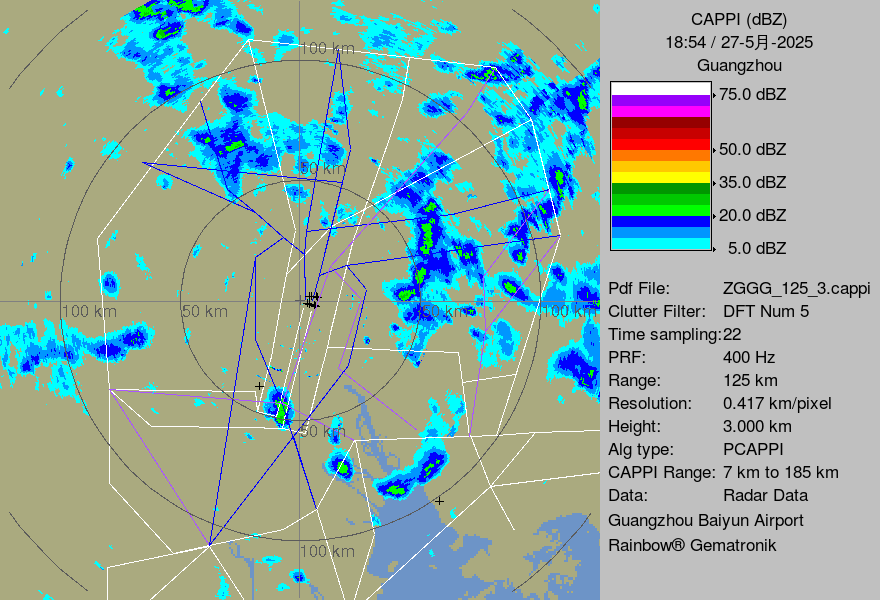 CAPPI (dBZ)
18:54 / 27-5月-2025
Guangzhou
75.0 dBZ
50.0 dBZ
35.0 dBZ
20.0 dBZ
5.0 dBZ
Pdf File: ZGGG_125_3.cappi
Clutter Filter: DFT Num 5
Time sampling:22
PRF: 400 Hz
Range: 125 km
Resolution: 0.417 km/pixel
Height: 3.000 km
Alg type: PCAPPI
CAPPI Range: 7 km to 185 km
Data: Radar Data
Guangzhou Baiyun Airport
Rainbow® Gematronik
100 km
50 km
100 km
50 km
50 km
100 km
50 km
100 km